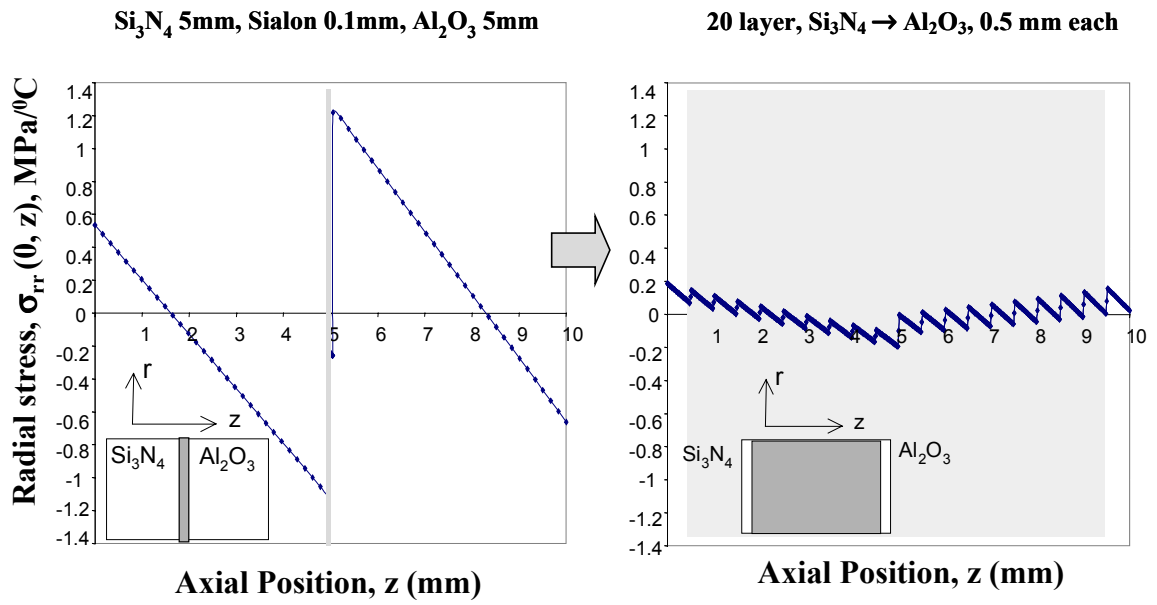 Si₃N₄ 5mm, Sialon 0.1mm, Al₂O₃ 5mm
20 layer, Si₃N₄ → Al₂O₃, 0.5 mm each
Radial stress, σrr (0, z), MPa/⁰C
1.4
1.2
1
0.8
0.6
0.4
0.2
0
-0.2
-0.4
-0.6
-0.8
-1
-1.2
-1.4
1 2 3 4 5 6 7 8 9 10
r
z
Si₃N₄ Al₂O₃
Axial Position, z (mm)
1.4
1.2
1
0.8
0.6
0.4
0.2
0
-0.2
-0.4
-0.6
-0.8
-1
-1.2
-1.4
1 2 3 4 5 6 7 8 9 10
r
z
Si₃N₄ Al₂O₃
Axial Position, z (mm)